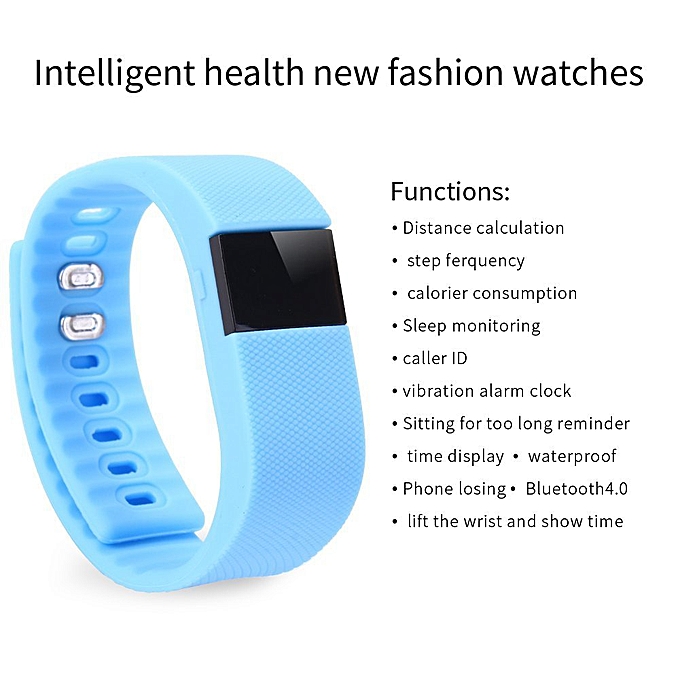 Intelligent health new fashion watches
Functions:
• Distance calculation
• step ferquency
• calorier consumption
• Sleep monitoring
• caller ID
• vibration alarm clock
• Sitting for too long reminder
• time display • waterproof
• Phone losing • Bluetooth4.0
• lift the wrist and show time